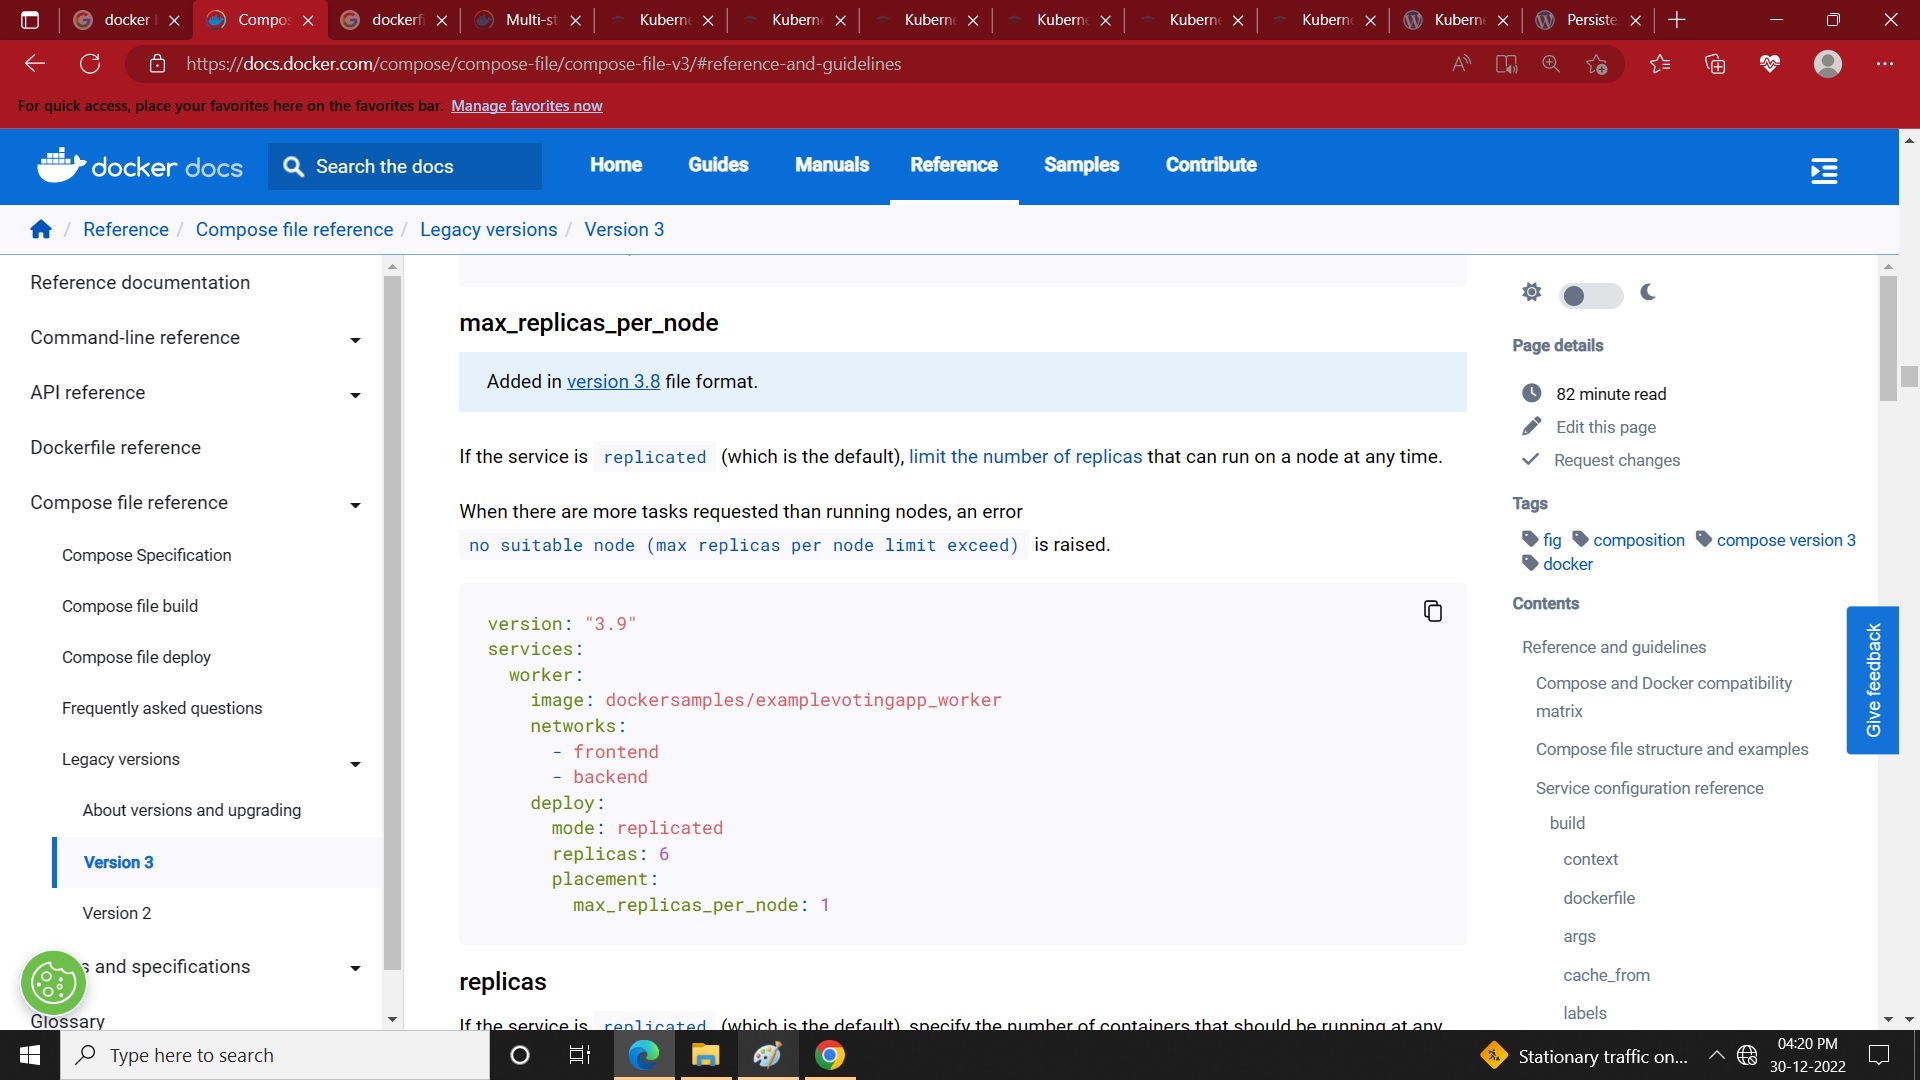 docker
Compos
dockerfi
Multi-st
Kuberne
Kuberne
Kuberne
Kuberne
Kuberne
Kuberne
Kuberne
Persiste
https://docs.docker.com/compose/compose-file/compose-file-v3/#reference-and-guidelines
For quick access, place your favorites here on the favorites bar. Manage favorites now
docker docs
Search the docs
Home Guides Manuals Reference Samples Contribute
/ Reference / Compose file reference / Legacy versions / Version 3
Reference documentation
Command-line reference
API reference
Dockerfile reference
Compose file reference
Compose Specification
Compose file build
Compose file deploy
Frequently asked questions
Legacy versions
About versions and upgrading
Version 3
Version 2
s and specifications
Glossary
max_replicas_per_node
Added in version 3.8 file format.
If the service is replicated (which is the default), limit the number of replicas that can run on a node at any time.
When there are more tasks requested than running nodes, an error
no suitable node (max replicas per node limit exceed) is raised.
version: "3.9"
services:
worker:
image: dockersamples/examplevotingapp_worker
networks:
- frontend
- backend
deploy:
mode: replicated
replicas: 6
placement:
max_replicas_per_node: 1
replicas
If the service is replicated (which is the default), specify the number of containers that should be running at any
Page details
82 minute read
Edit this page
Request changes
Tags
fig composition compose version 3
docker
Contents
Reference and guidelines
Compose and Docker compatibility
matrix
Compose file structure and examples
Service configuration reference
build
context
dockerfile
args
cache_from
labels
Give feedback
Type here to search
Stationary traffic on...
04:20 PM
30-12-2022